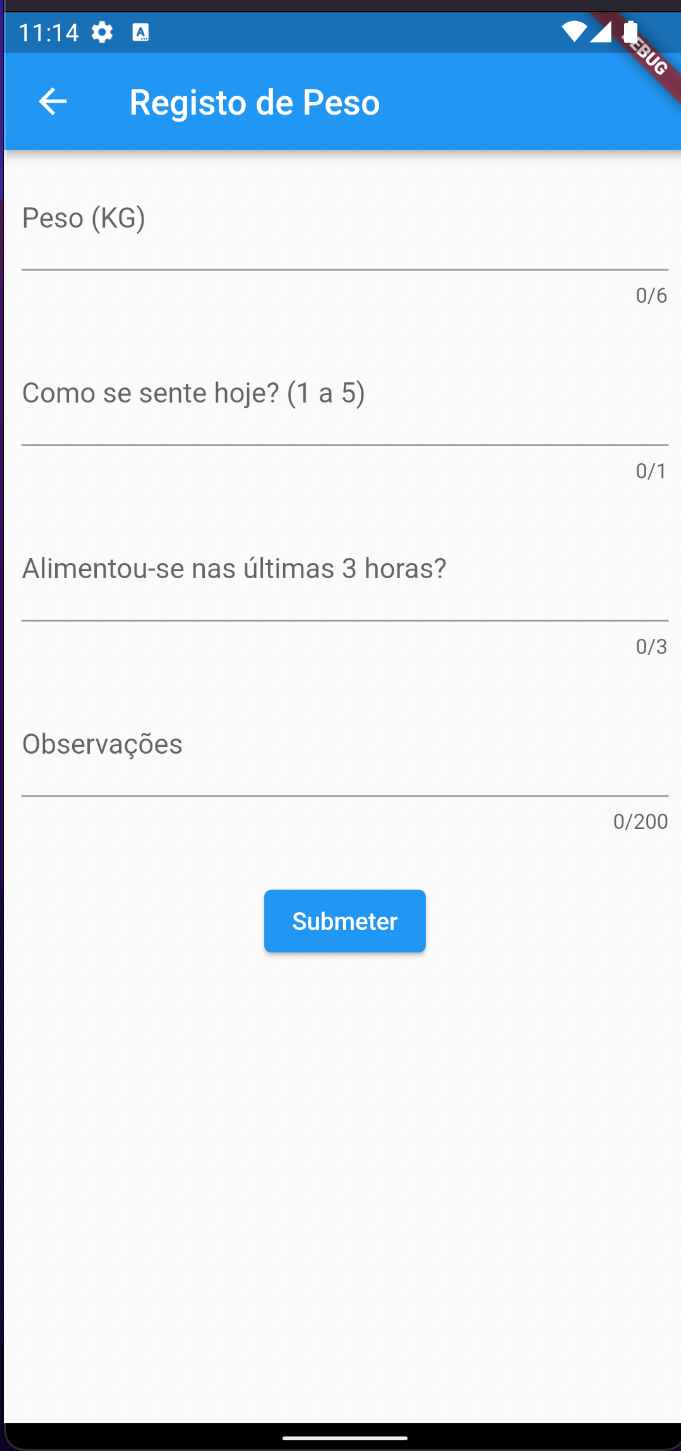 11:14
DEBUG
Registo de Peso
Peso (KG)
0/6
Como se sente hoje? (1 a 5)
0/1
Alimentou-se nas últimas 3 horas?
0/3
Observações
0/200
Submeter